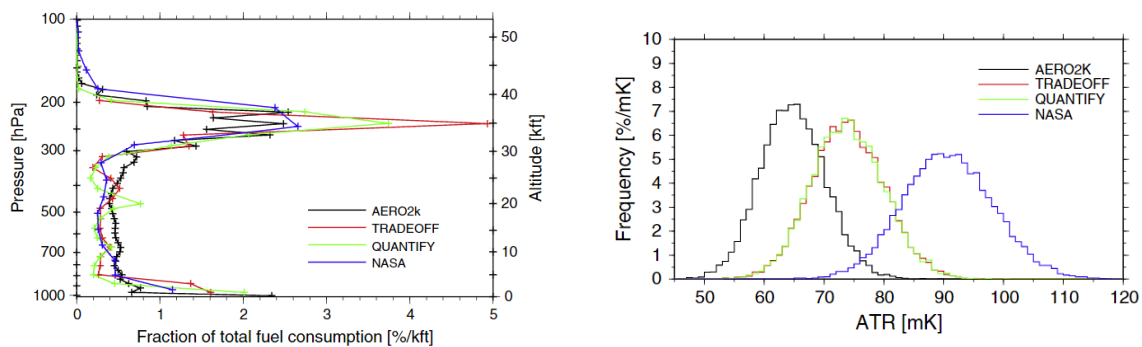 100
200
300
500
700
1000
Pressure [hPa]
50
40
30
20
10
0
Altitude [kft]
AERO2k
TRADEOFF
QUANTIFY
NASA
0 1 2 3 4 5
Fraction of total fuel consumption [%/kft]
10
9
8
7
6
5
4
3
2
1
0
Frequency [%/mK]
AERO2K
TRADEOFF
QUANTIFY
NASA
50 60 70 80 90 100 110 120
ATR [mK]